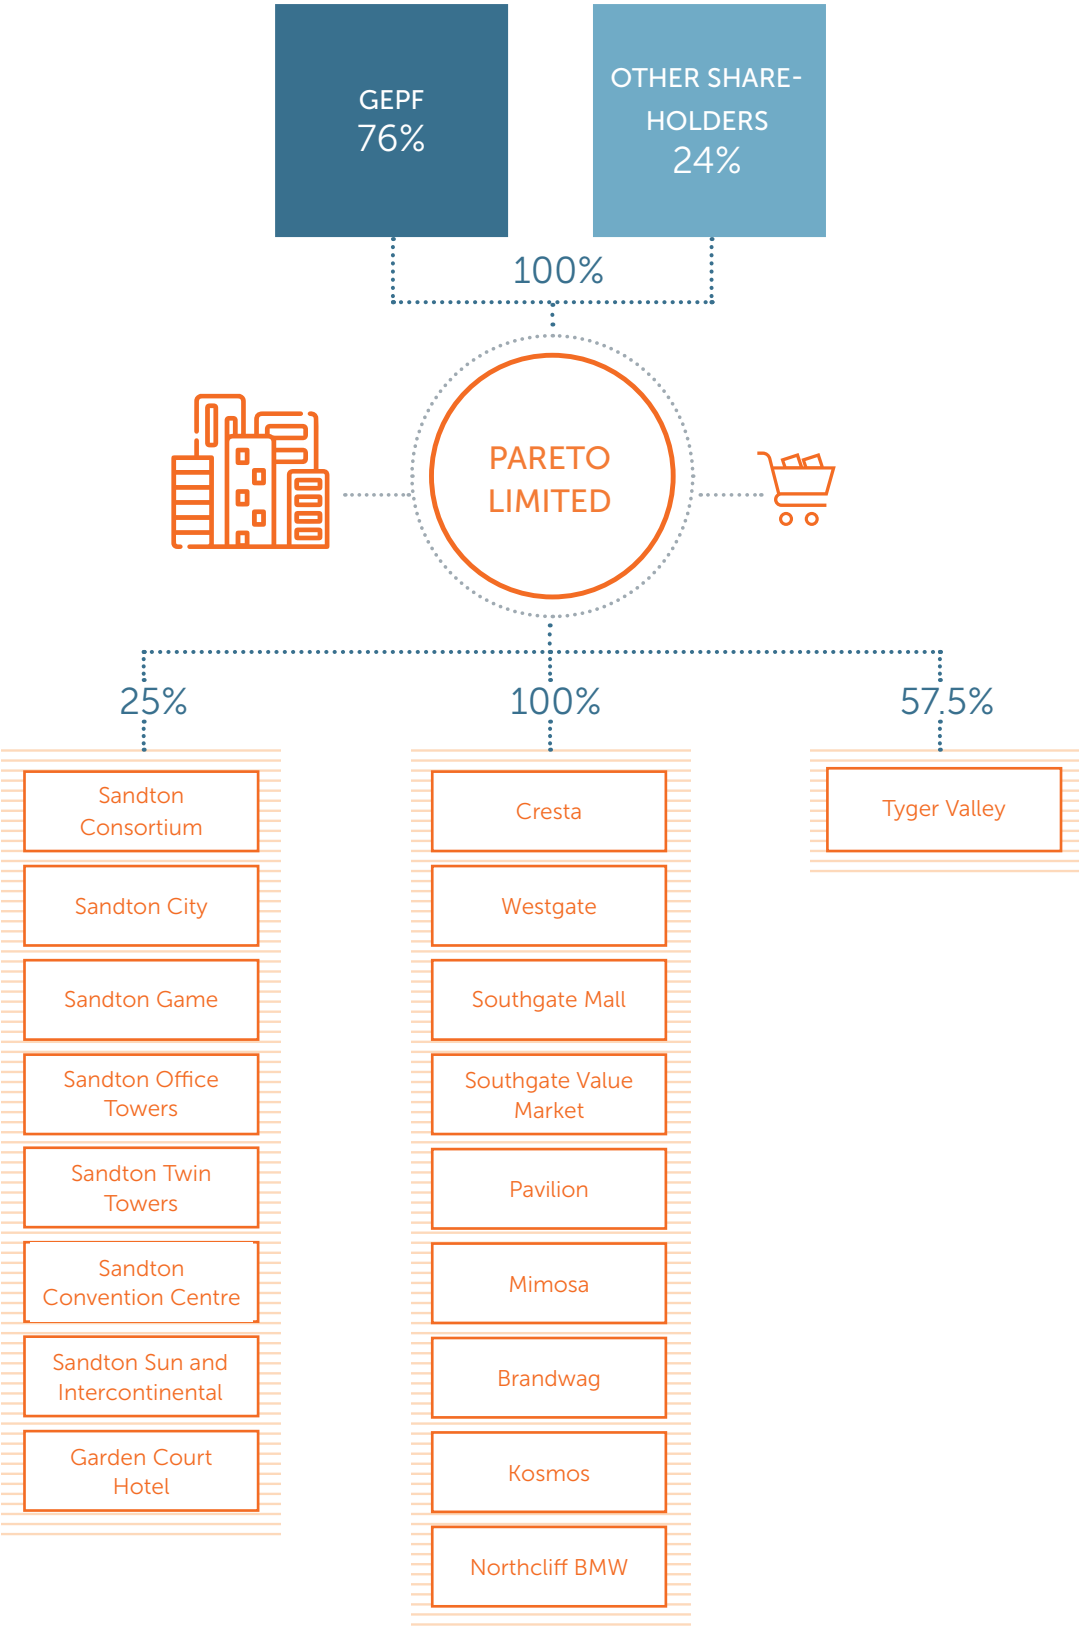 GEPF
76%
OTHER SHARE-
HOLDERS
24%
100%
PARETO
LIMITED
25%
100%
57.5%
Sandton
Consortium
Sandton City
Sandton Game
Sandton Office
Towers
Sandton Twin
Towers
Sandton
Convention Centre
Sandton Sun and
Intercontinental
Garden Court
Hotel
Cresta
Westgate
Southgate Mall
Southgate Value
Market
Pavilion
Mimosa
Brandwag
Kosmos
Northcliff BMW
Tyger Valley